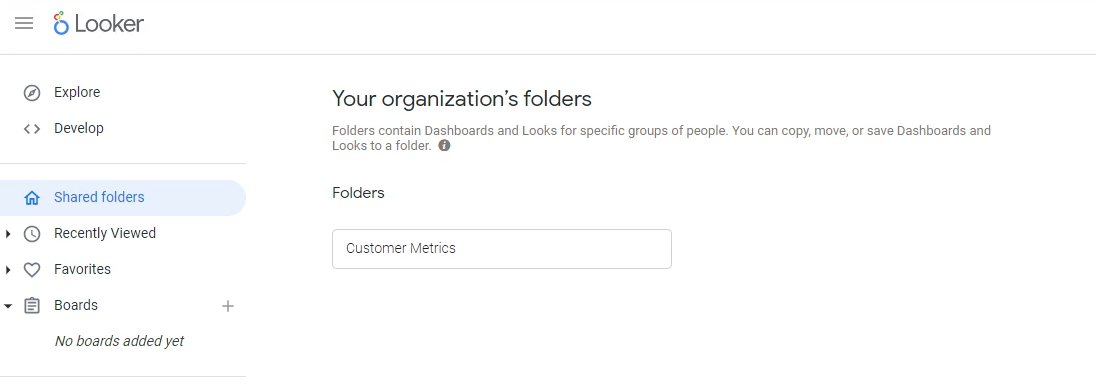 Looker
Explore
Develop
Shared folders
Recently Viewed
Favorites
Boards
No boards added yet
Your organization’s folders
Folders contain Dashboards and Looks for specific groups of people. You can copy, move, or save Dashboards and
Looks to a folder.
Folders
Customer Metrics